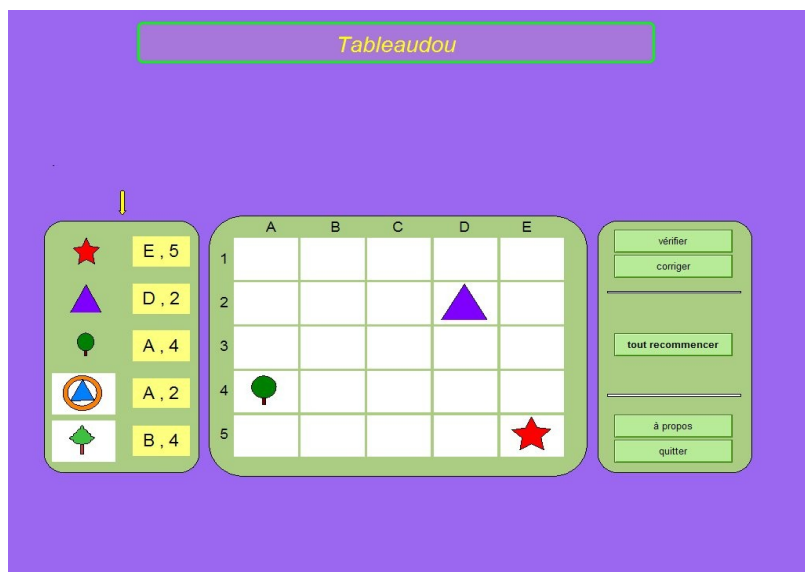 Tableaudou
E , 5
D , 2
A , 4
A , 2
B , 4
A B C D E
1
2
3
4
5
vérifier
corriger
tout recommencer
à propos
quitter